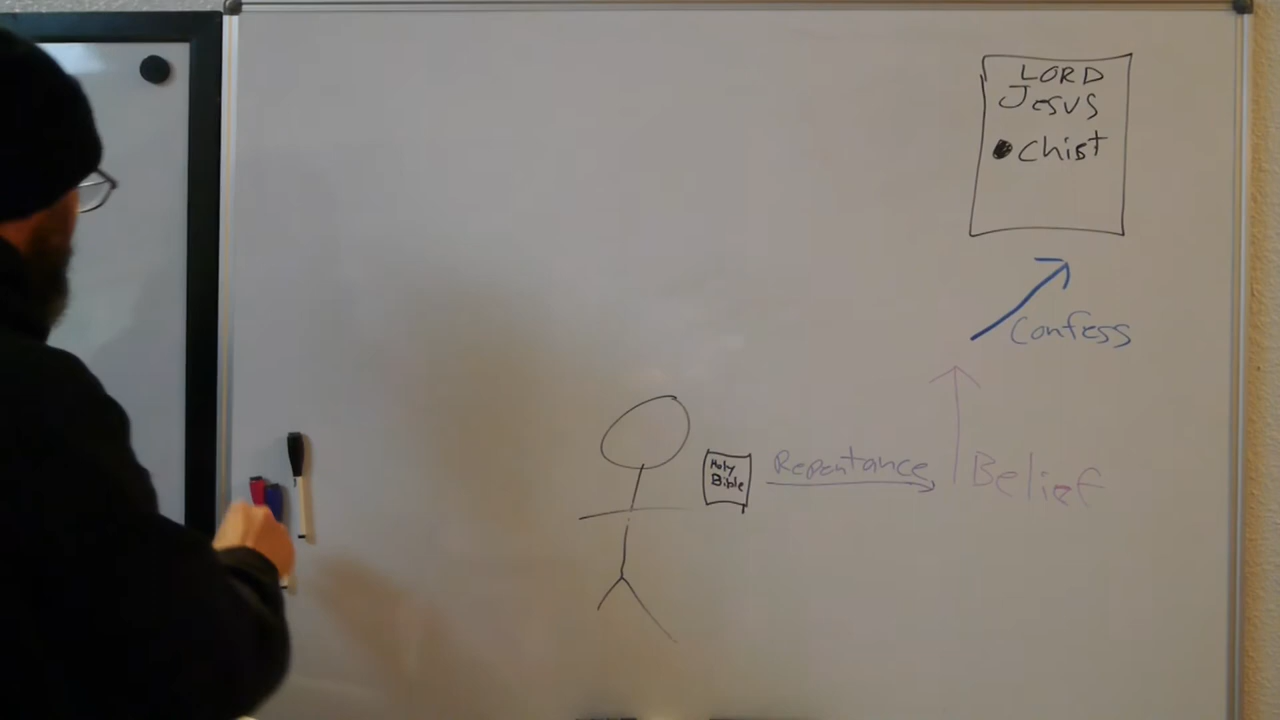 LORD
Jesus
Chist
Confess
Holy
Bible
Repentance
Belief